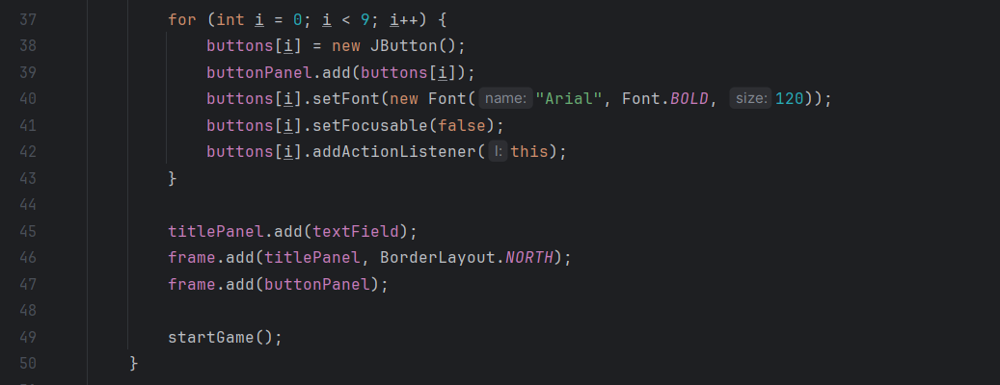 37 for (int i = 0; i < 9; i++) {
38 buttons[i] = new JButton();
39 buttonPanel.add(buttons[i]);
40 buttons[i].setFont(new Font( name: "Arial", Font.BOLD, size: 120));
41 buttons[i].setFocusable(false);
42 buttons[i].addActionListener( l: this);
43 }
44
45 titlePanel.add(textField);
46 frame.add(titlePanel, BorderLayout.NORTH);
47 frame.add(buttonPanel);
48
49 startGame();
50 }